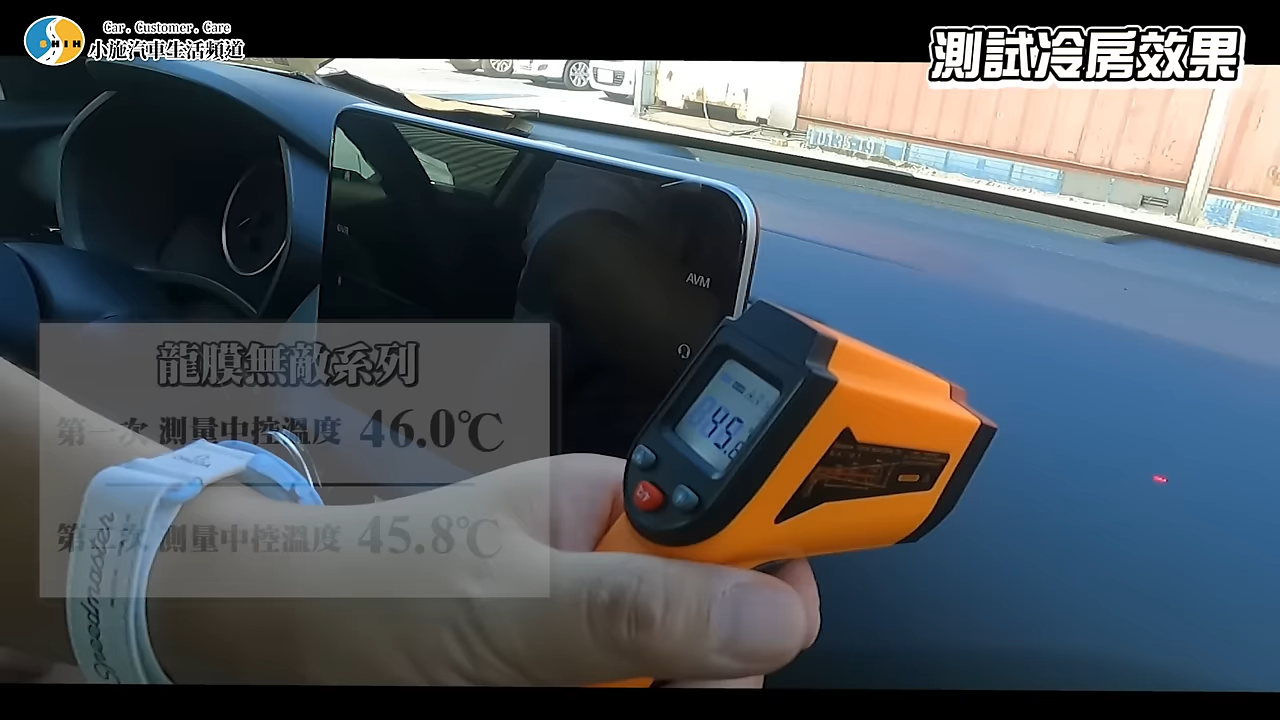 Car. Customer. Care
SHIH 小施汽車生活頻道
測試冷房效果
AVM
龍膜無敵系列
第一次 測量中控溫度 46.0℃
第二次 測量中控溫度 45.8℃
45.8
Speedmaster